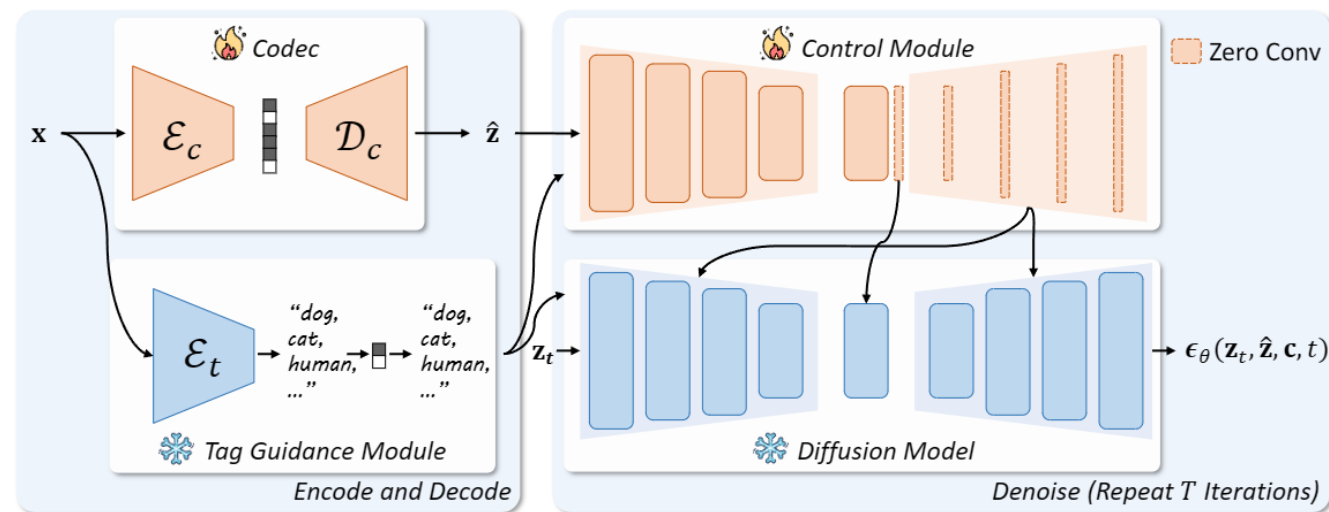 Codec
Control Module
Zero Conv
x
ℰc
𝒟c
ẑ
ℰt
“dog,
cat,
human,
...”
“dog,
cat,
human,
...”
zt
ϵθ(zt, ẑ, c, t)
Tag Guidance Module
Diffusion Model
Encode and Decode
Denoise (Repeat T Iterations)